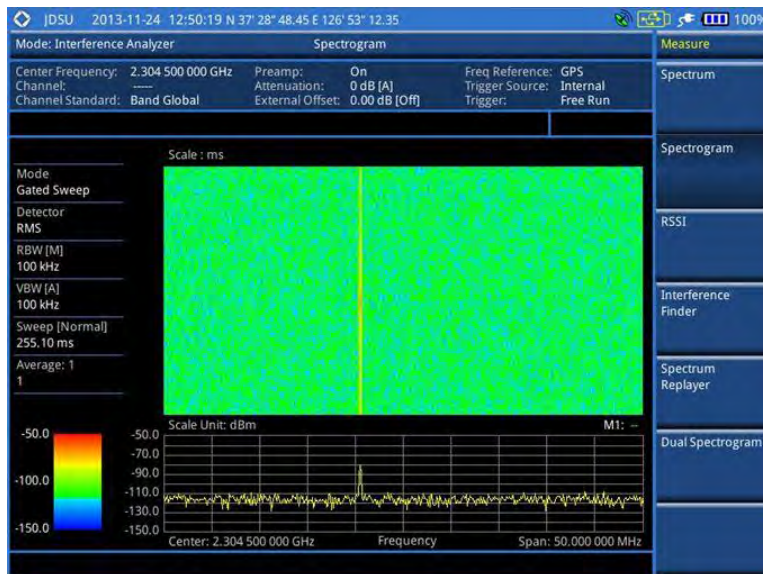 JDSU 2013-11-24 12:50:19 N 37' 28" 48.45 E 126' 53" 12.35 100%
Mode: Interference Analyzer Spectrogram Measure
Center Frequency: 2.304 500 000 GHz Preamp: On Freq Reference: GPS
Channel: ----- Attenuation: 0 dB [A] Trigger Source: Internal
Channel Standard: Band Global External Offset: 0.00 dB [Off] Trigger: Free Run
Spectrum
Spectrogram
RSSI
Interference
Finder
Spectrum
Replayer
Dual Spectrogram
Scale : ms
Mode
Gated Sweep
Detector
RMS
RBW [M]
100 kHz
VBW [A]
100 kHz
Sweep [Normal]
255.10 ms
Average: 1
1
Scale Unit: dBm M1: --
-50.0
-100.0
-150.0
-50.0
-70.0
-90.0
-110.0
-130.0
-150.0
Center: 2.304 500 000 GHz Frequency Span: 50.000 000 MHz